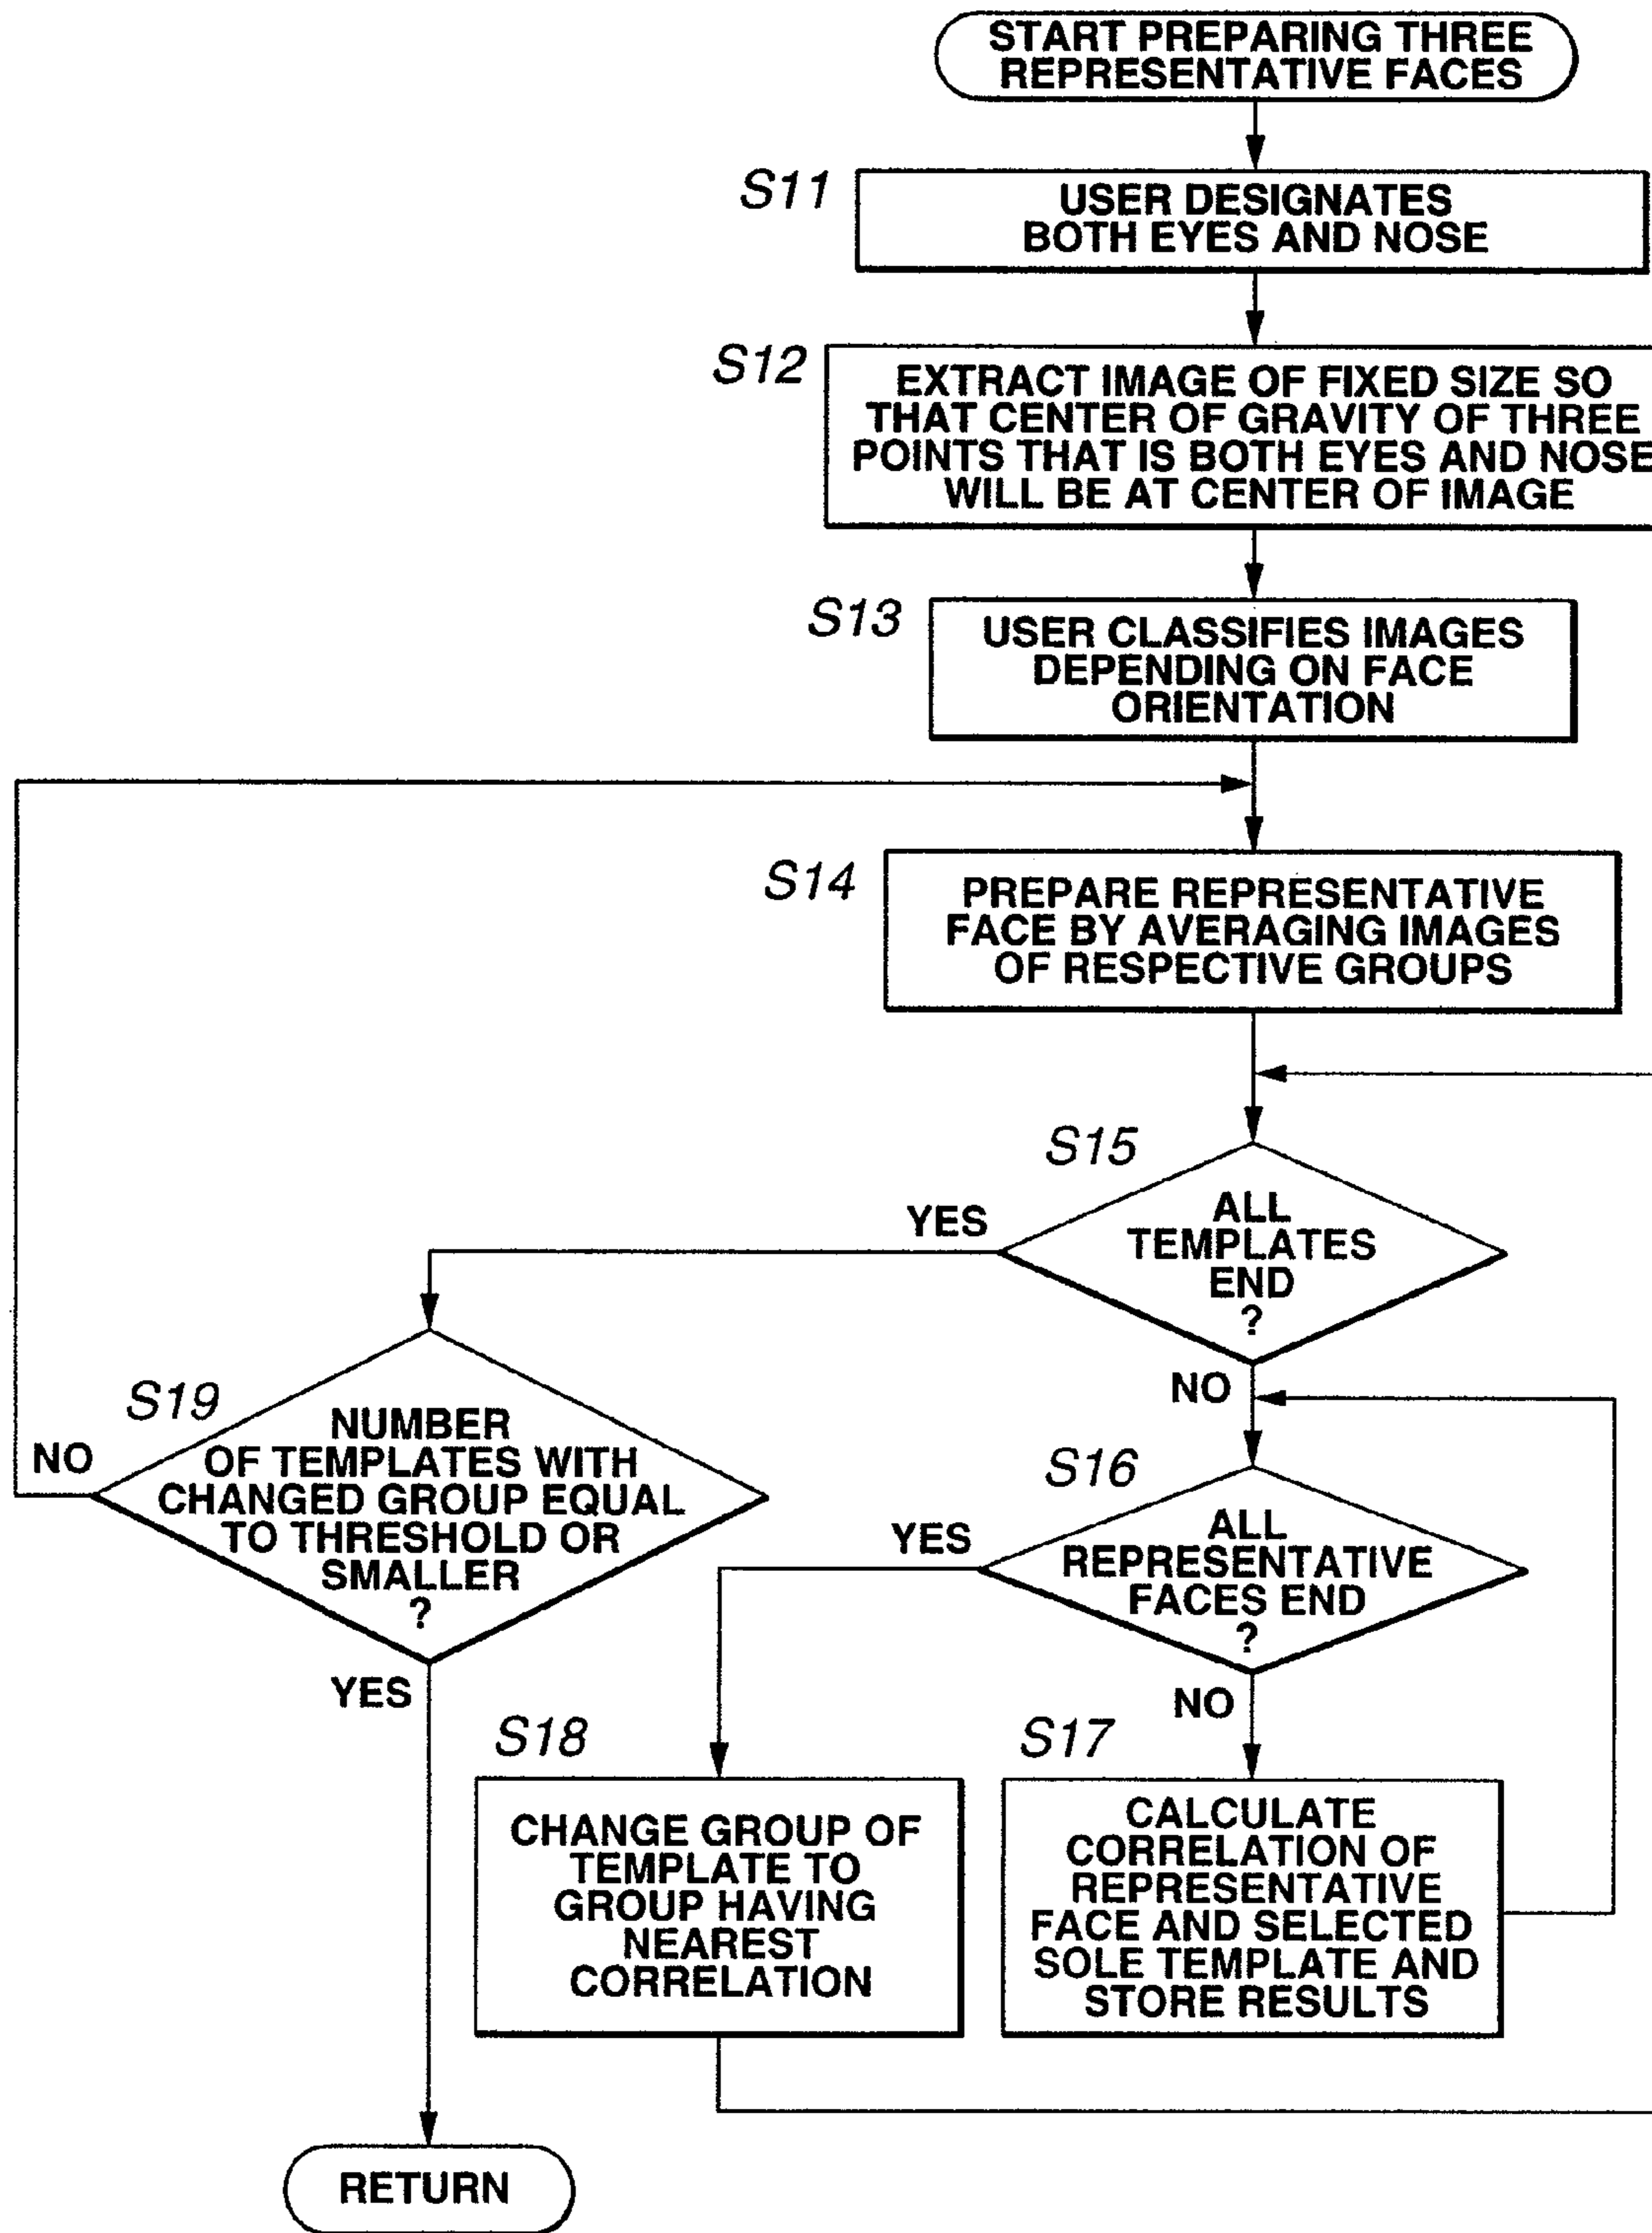 START PREPARING THREE
REPRESENTATIVE FACES
S11
USER DESIGNATES
BOTH EYES AND NOSE
S12
EXTRACT IMAGE OF FIXED SIZE SO
THAT CENTER OF GRAVITY OF THREE
POINTS THAT IS BOTH EYES AND NOSE
WILL BE AT CENTER OF IMAGE
S13
USER CLASSIFIES IMAGES
DEPENDING ON FACE
ORIENTATION
S14
PREPARE REPRESENTATIVE
FACE BY AVERAGING IMAGES
OF RESPECTIVE GROUPS
S15
YES
ALL
TEMPLATES
END
?
NO
S19
NO
NUMBER
OF TEMPLATES WITH
CHANGED GROUP EQUAL
TO THRESHOLD OR
SMALLER
?
YES
S16
YES
ALL
REPRESENTATIVE
FACES END
?
NO
S18
CHANGE GROUP OF
TEMPLATE TO
GROUP HAVING
NEAREST
CORRELATION
S17
CALCULATE
CORRELATION OF
REPRESENTATIVE
FACE AND SELECTED
SOLE TEMPLATE AND
STORE RESULTS
RETURN